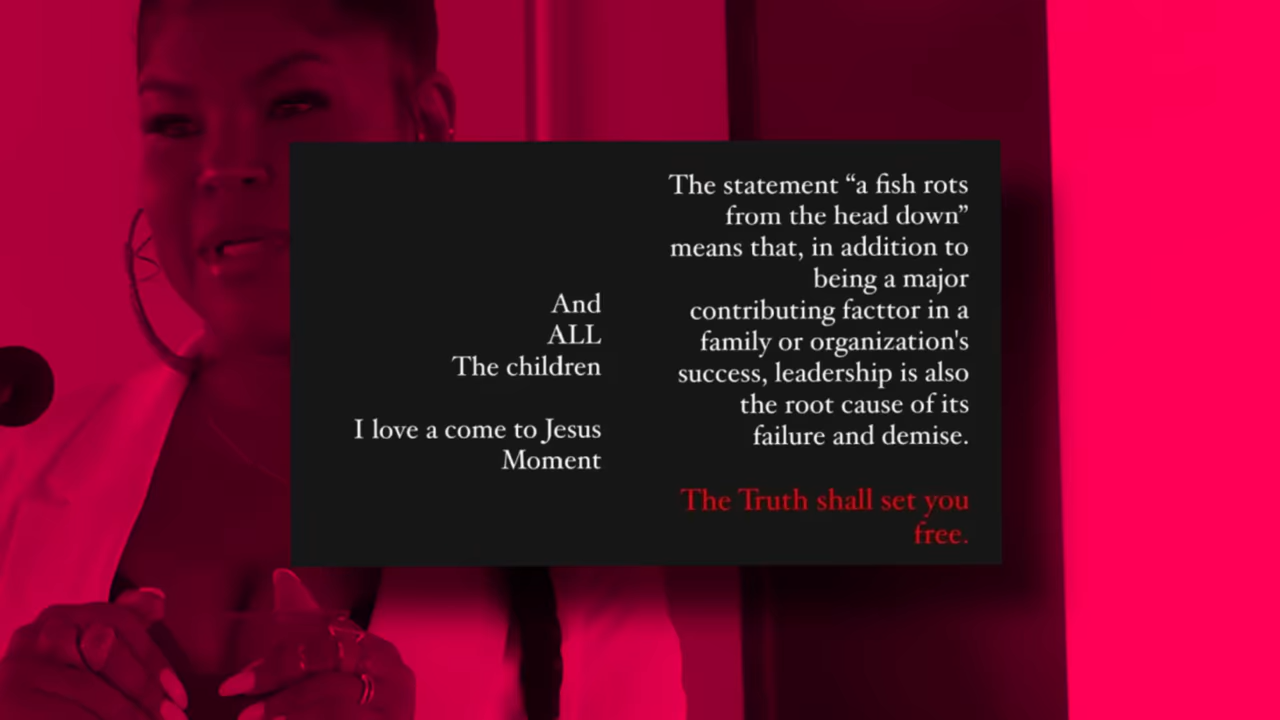 And
ALL
The children
I love a come to Jesus
Moment
The statement “a fish rots
from the head down”
means that, in addition to
being a major
contributing facttor in a
family or organization's
success, leadership is also
the root cause of its
failure and demise.
The Truth shall set you
free.